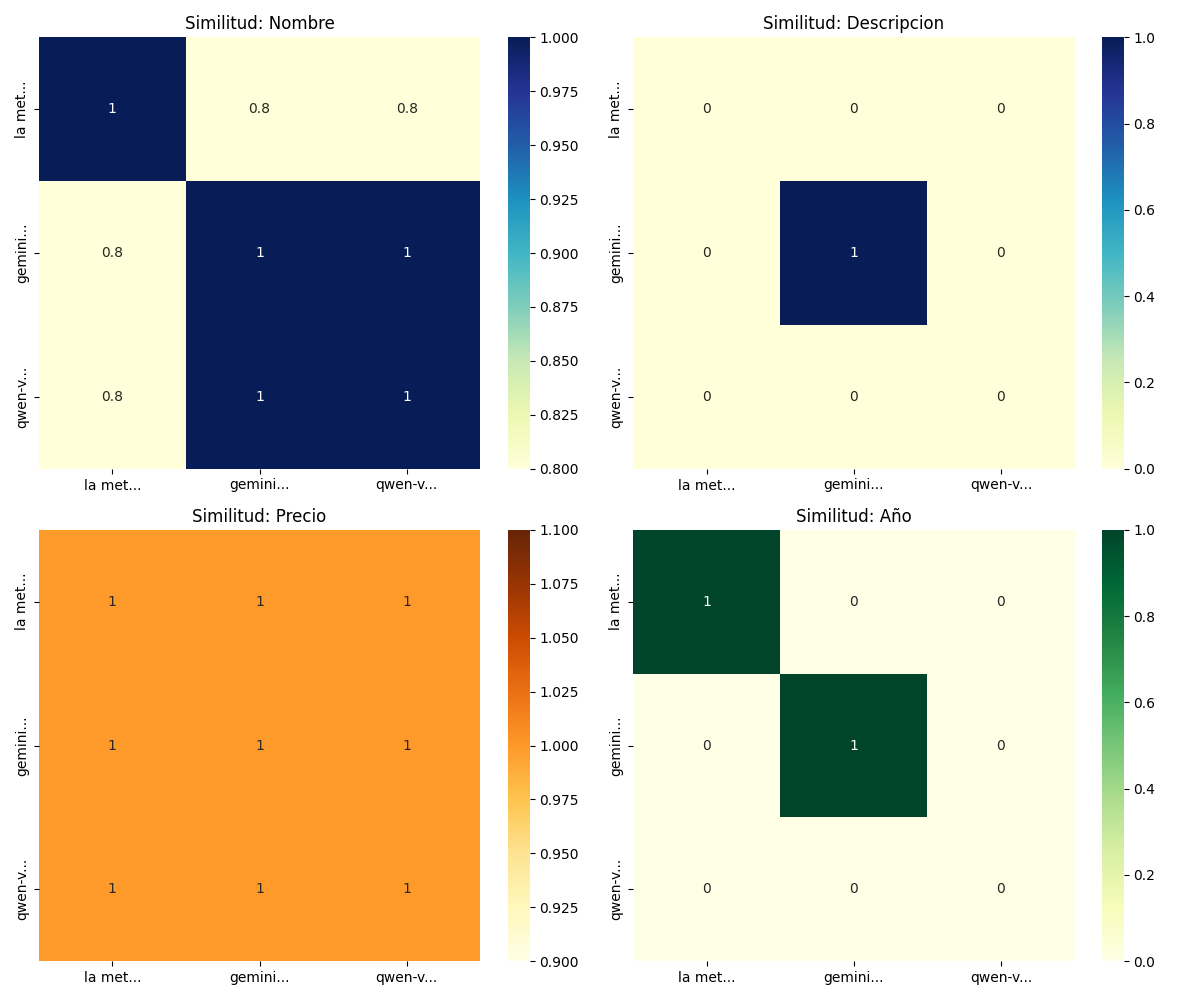 Similitud: Nombre
la met...
gemini...
qwen-v...
1 0.8 0.8
0.8 1 1
0.8 1 1
la met... gemini... qwen-v...
1.000
0.975
0.950
0.925
0.900
0.875
0.850
0.825
0.800
Similitud: Descripcion
la met...
gemini...
qwen-v...
0 0 0
0 1 0
0 0 0
la met... gemini... qwen-v...
1.0
0.8
0.6
0.4
0.2
0.0
Similitud: Precio
la met...
gemini...
qwen-v...
1 1 1
1 1 1
1 1 1
la met... gemini... qwen-v...
1.100
1.075
1.050
1.025
1.000
0.975
0.950
0.925
0.900
Similitud: Año
la met...
gemini...
qwen-v...
1 0 0
0 1 0
0 0 0
la met... gemini... qwen-v...
1.0
0.8
0.6
0.4
0.2
0.0